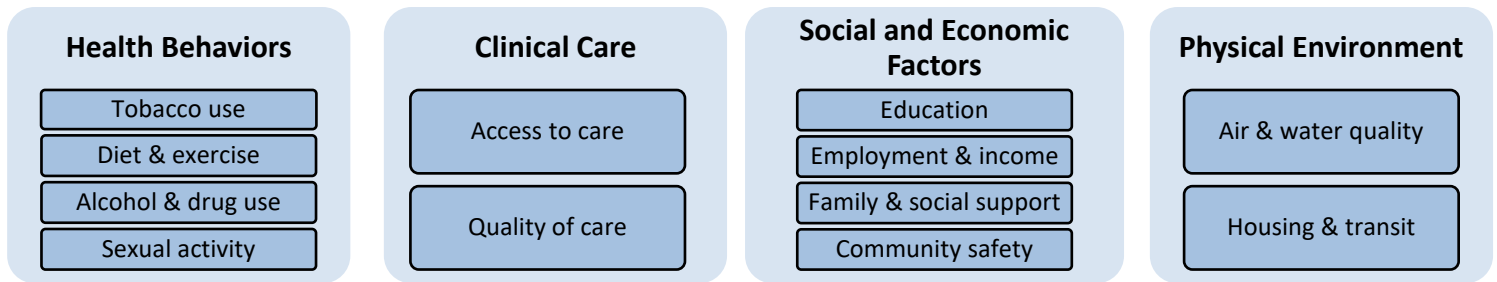 Health Behaviors
Tobacco use
Diet & exercise
Alcohol & drug use
Sexual activity
Clinical Care
Access to care
Quality of care
Social and Economic
Factors
Education
Employment & income
Family & social support
Community safety
Physical Environment
Air & water quality
Housing & transit